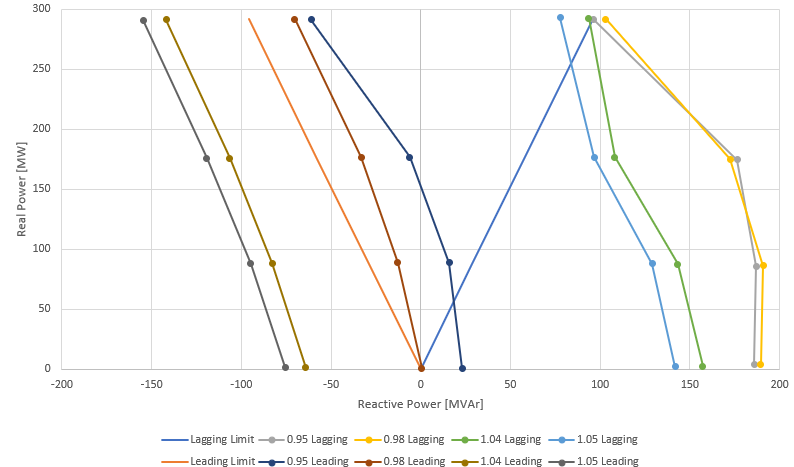 300
250
200
150
100
50
0
Real Power [MW]
-200 -150 -100 -50 0 50 100 150 200
Reactive Power [MVAr]
Lagging Limit 0.95 Lagging 0.98 Lagging 1.04 Lagging 1.05 Lagging
Leading Limit 0.95 Leading 0.98 Leading 1.04 Leading 1.05 Leading